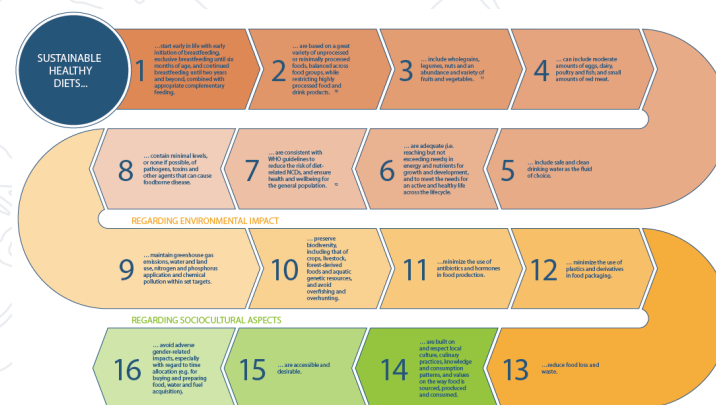 SUSTAINABLE
HEALTHY
DIETS...
1
... start early in life with early
initiation of breastfeeding,
exclusive breastfeeding until six
months of age, and continued
breastfeeding until two years
and beyond, combined with
appropriate complementary
feeding.
2
... are based on a great
variety of unprocessed
or minimally processed
foods, balanced across
food groups, while
restricting highly
processed food and
drink products.
3
... include wholegrains,
legumes, nuts and an
abundance and variety of
fruits and vegetables.
4
... can include moderate
amounts of eggs, dairy,
poultry and fish, and small
amounts of red meat.
5
... include safe and clean
drinking water as the fluid
of choice.
6
...are adequate (i.e.
reaching but not
exceeding needs) in
energy and nutrients for
growth and development,
and to meet the needs for
an active and healthy life
across the lifecycle.
7
... are consistent with
WHO guidelines to
reduce the risk of diet-
related NCDs, and ensure
health and wellbeing for
the general population.
8
... contain minimal levels,
or none if possible, of
pathogens, toxins and
other agents that can cause
foodborne disease.
REGARDING ENVIRONMENTAL IMPACT
9
...maintain greenhouse gas
emissions, water and land
use, nitrogen and phosphorus
application and chemical
pollution within set targets.
10
... preserve
biodiversity,
including that of
crops, livestock,
forest-derived
foods and aquatic
genetic resources,
and avoid
overfishing and
overhunting.
11
...minimize the use of
antibiotics and hormones
in food production.
12
... minimize the use of
plastics and derivatives
in food packaging.
REGARDING SOCIOCULTURAL ASPECTS
13
...reduce food loss and
waste.
14
... are built on
and respect local
culture, culinary
practices, knowledge
and consumption
patterns, and values
on the way food is
sourced, produced
and consumed.
15
...are accessible and
desirable.
16
... avoid adverse
gender-related
impacts, especially
with regard to time
allocation (e.g. for
buying and preparing
food, water and fuel
acquisition).